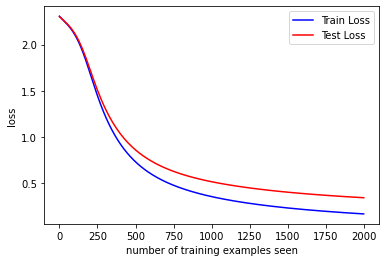 Train Loss
Test Loss
2.0
1.5
1.0
0.5
loss
0 250 500 750 1000 1250 1500 1750 2000
number of training examples seen